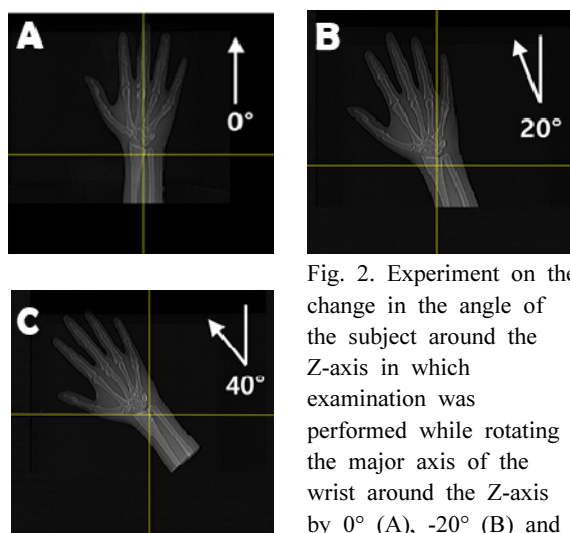 A
0°
B
20°
C
40°
Fig. 2. Experiment on the
change in the angle of
the subject around the
Z-axis in which
examination was
performed while rotating
the major axis of the
wrist around the Z-axis
by 0° (A), -20° (B) and